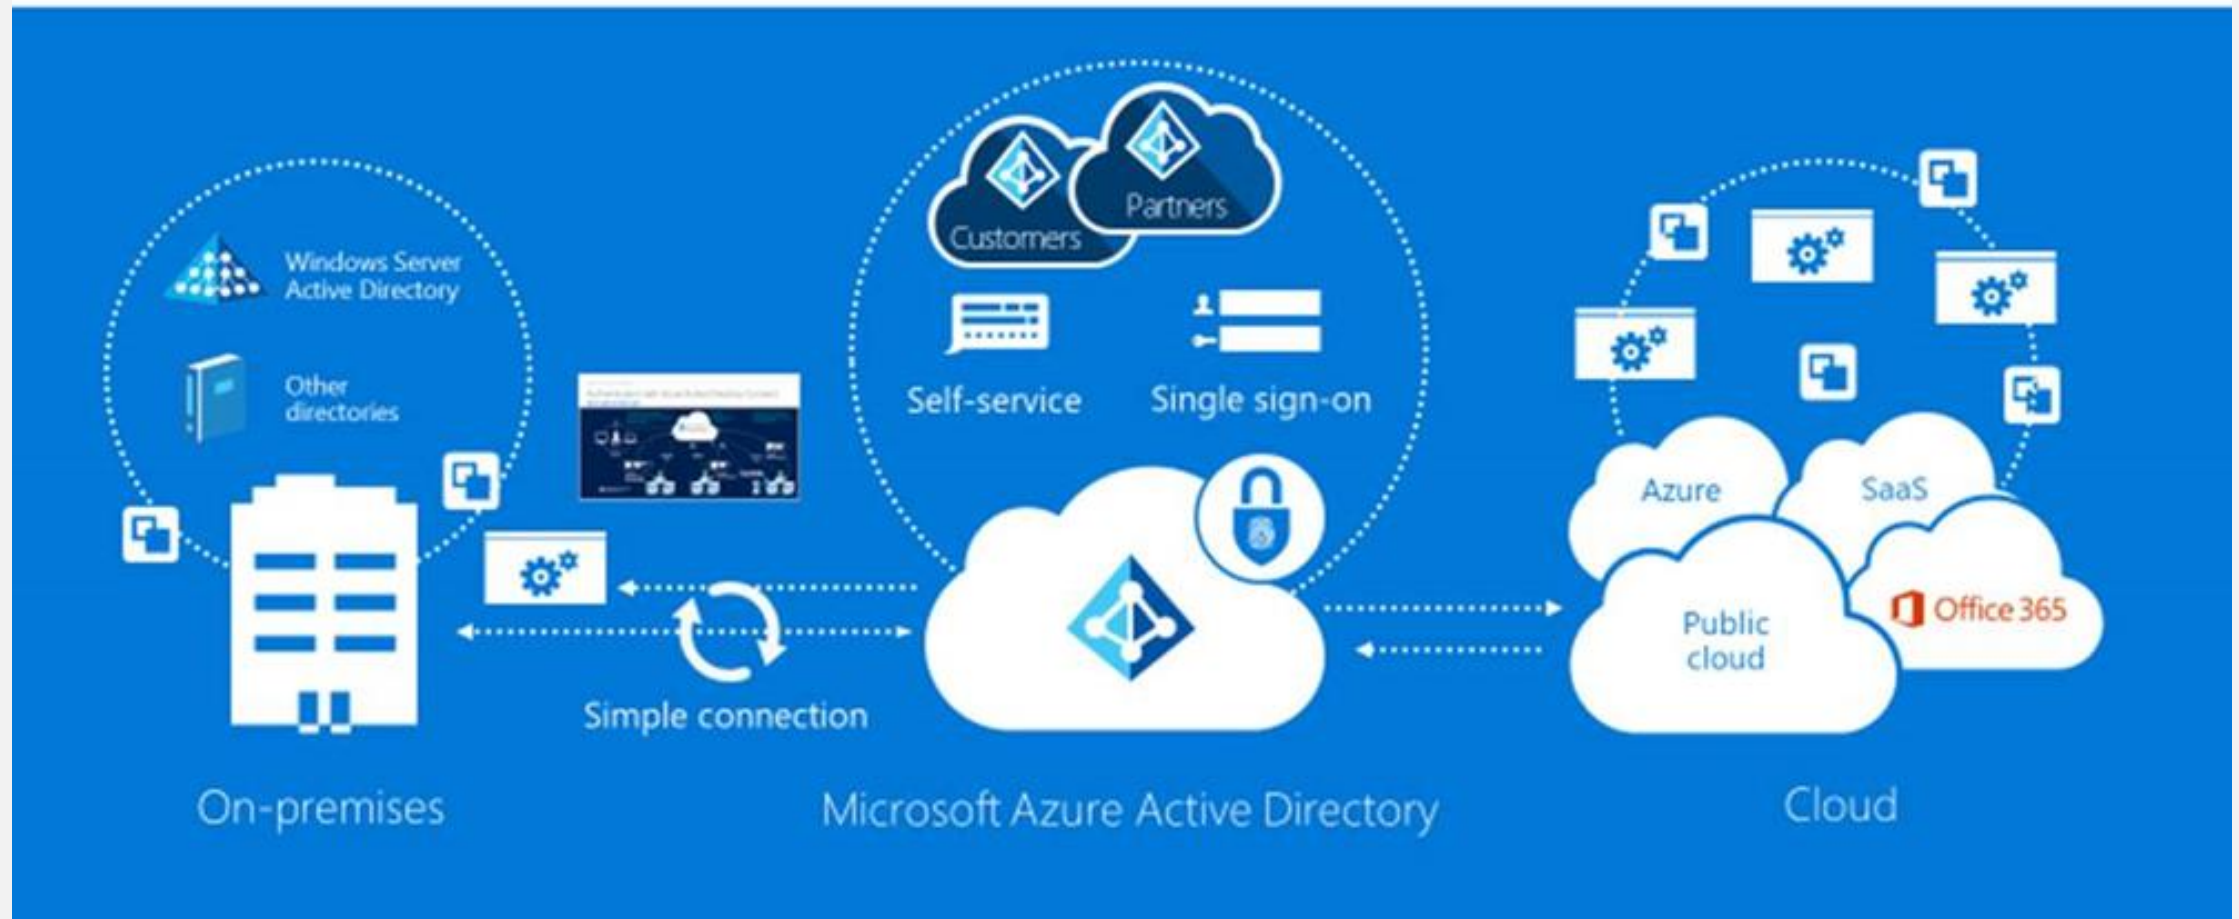 Windows Server
Active Directory
Other
directories
Customers
Partners
Self-service
Single sign-on
Simple connection
Azure
SaaS
Public
cloud
Office 365
On-premises
Microsoft Azure Active Directory
Cloud